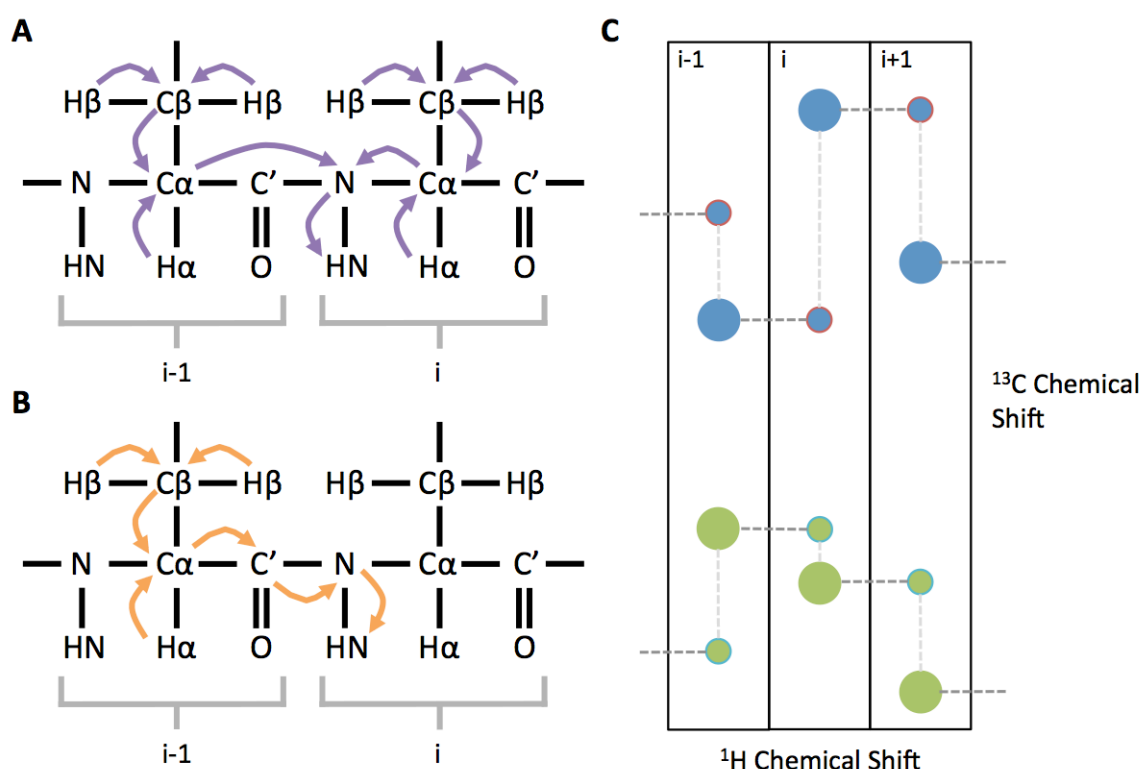 A
Hβ Cβ Hβ Hβ Cβ Hβ
N Cα C’ N Cα C’
HN Hα O HN Hα O
i-1 i
B
Hβ Cβ Hβ Hβ Cβ Hβ
N Cα C’ N Cα C’
HN Hα O HN Hα O
i-1 i
C
i-1 i i+1
¹³C Chemical
Shift
¹H Chemical Shift